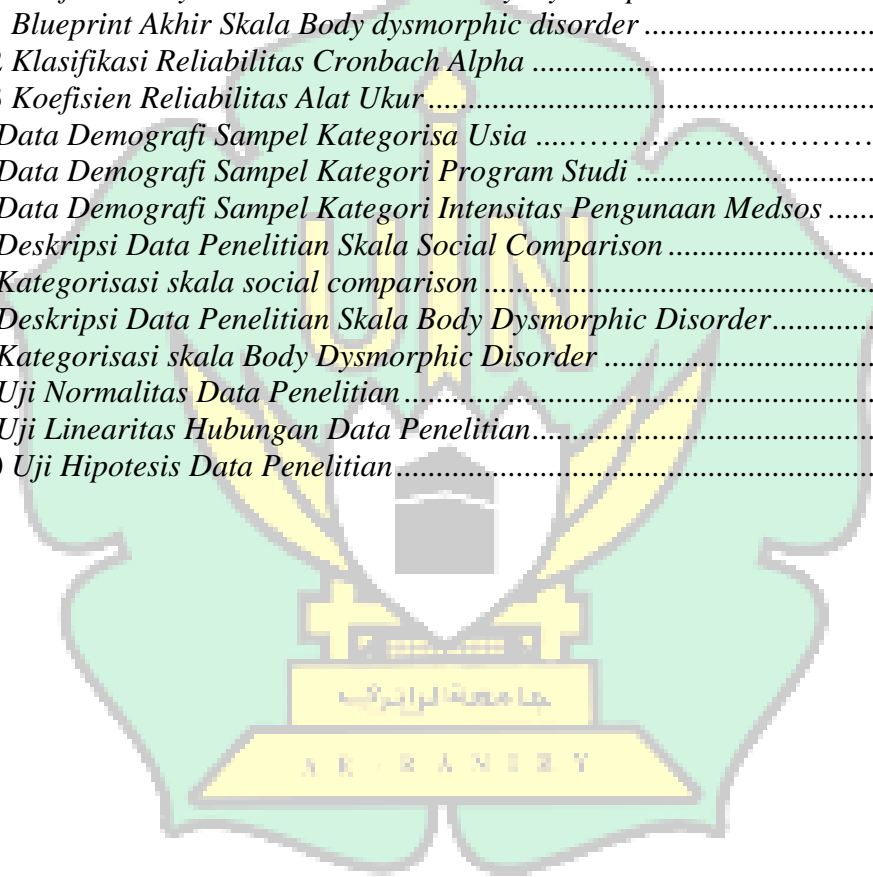 Blueprint Akhir Skala Body dysmorphic disorder ..............................
Klasifikasi Reliabilitas Cronbach Alpha .............................................
Koefisien Reliabilitas Alat Ukur...........................................................
Data Demografi Sampel Kategorisa Usia ....……………………………
Data Demografi Sampel Kategori Program Studi ...............................
Data Demografi Sampel Kategori Intensitas Pengunaan Medsos ......
Deskripsi Data Penelitian Skala Social Comparison ...........................
Kategorisasi skala social comparison ....................................................
Deskripsi Data Penelitian Skala Body Dysmorphic Disorder..............
Kategorisasi skala Body Dysmorphic Disorder ...................................
Uji Normalitas Data Penelitian ..............................................................
Uji Linearitas Hubungan Data Penelitian............................................
) Uji Hipotesis Data Penelitian ..............................................................
UIN
جامعة الرانري
AR-RANIRY